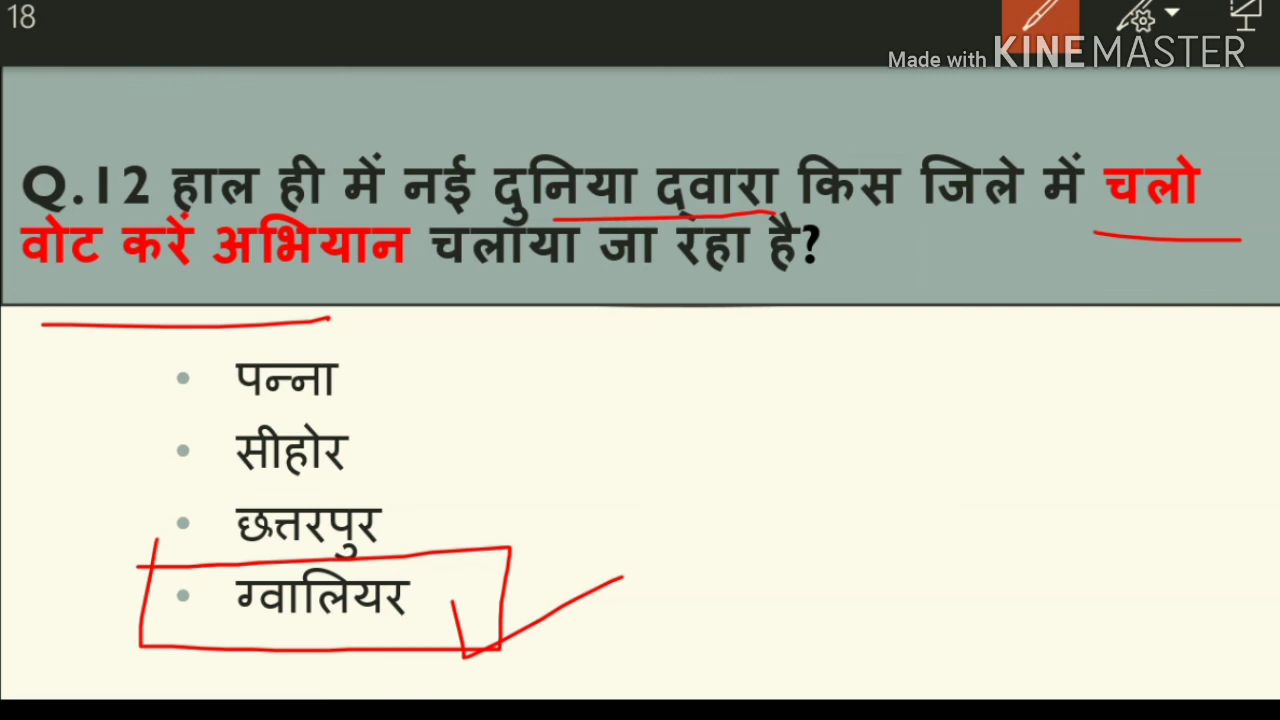 18
Made with KINEMASTER
Q.12 हाल ही में नई दुनिया द्वारा किस जिले में चलो
वोट करें अभियान चलाया जा रहा है?
• पन्ना
• सीहोर
• छत्तरपुर
• ग्वालियर